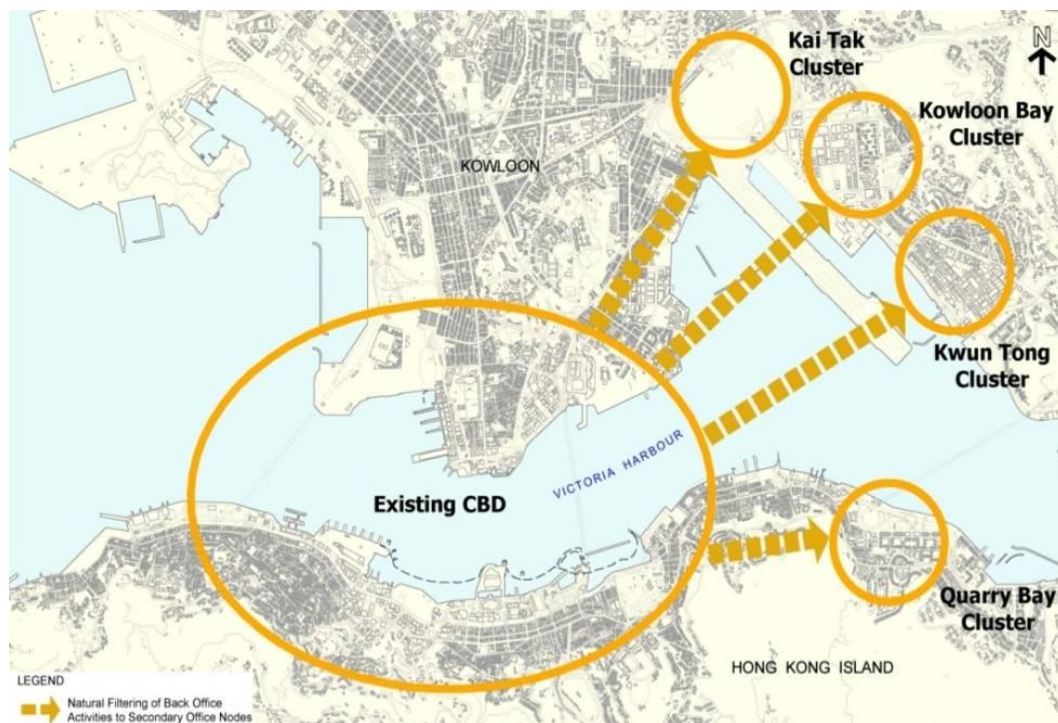 N
Kai Tak
Cluster
Kowloon Bay
Cluster
KOWLOON
Kwun Tong
Cluster
VICTORIA HARBOUR
Existing CBD
Quarry Bay
Cluster
HONG KONG ISLAND
LEGEND
Natural Filtering of Back Office
Activities to Secondary Office Nodes